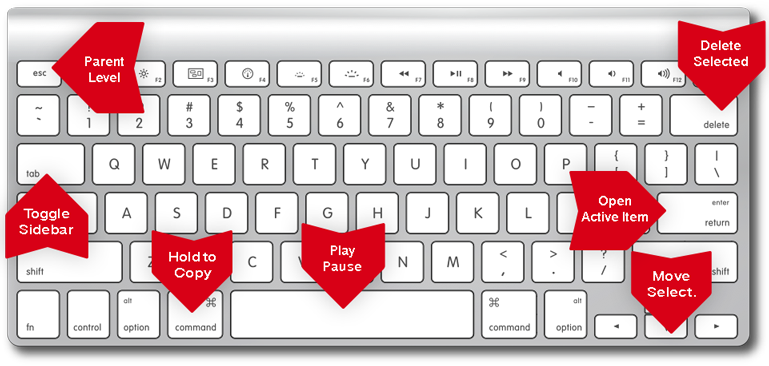 Parent
Level
Delete
Selected
esc
F2
F3
F4
F5
F6
F7
F8
F9
F10
F11
F12
~ ! # $ % ^ & * ( ) – +
` 1 2 3 4 5 6 7 8 9 0 - =
delete
tab
Q W E R T Y U I O P { } |
[ ] \
Toggle
Sidebar
A S D F G H J K L
Open
Active Item
enter
return
shift
Z
Hold to
Copy
C
V
Play
Pause
N M < > ?
, . /
Move
Select.
shift
fn
control
alt
option
⌘
command
⌘
command
alt
option
◄
►